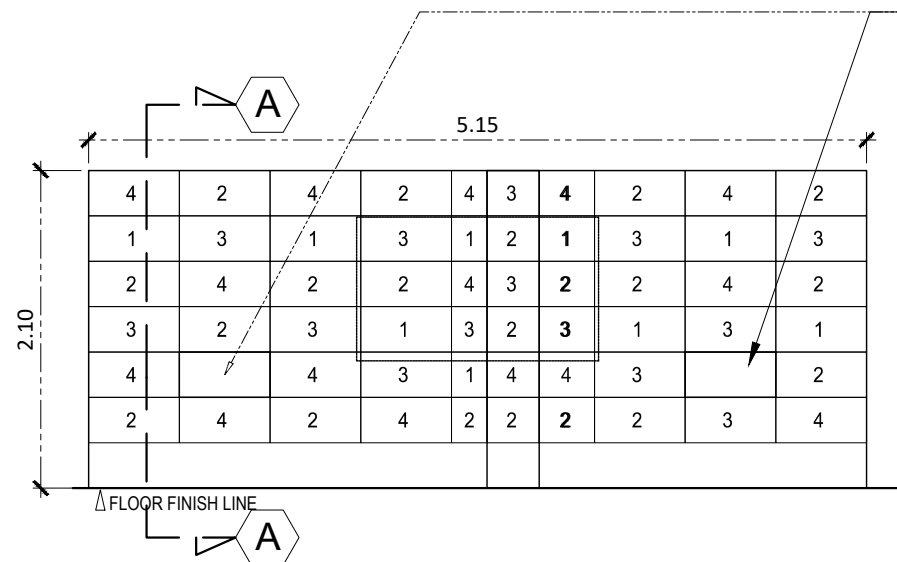 A
5.15
4 2 4 2 4 3 4 2 4 2
1 3 1 3 1 2 1 3 1 3
2 4 2 2 4 3 2 2 4 2
2.10
3 2 3 1 3 2 3 1 3 1
4 4 3 1 4 4 3 2
2 4 2 4 2 2 2 2 3 4
FLOOR FINISH LINE
A